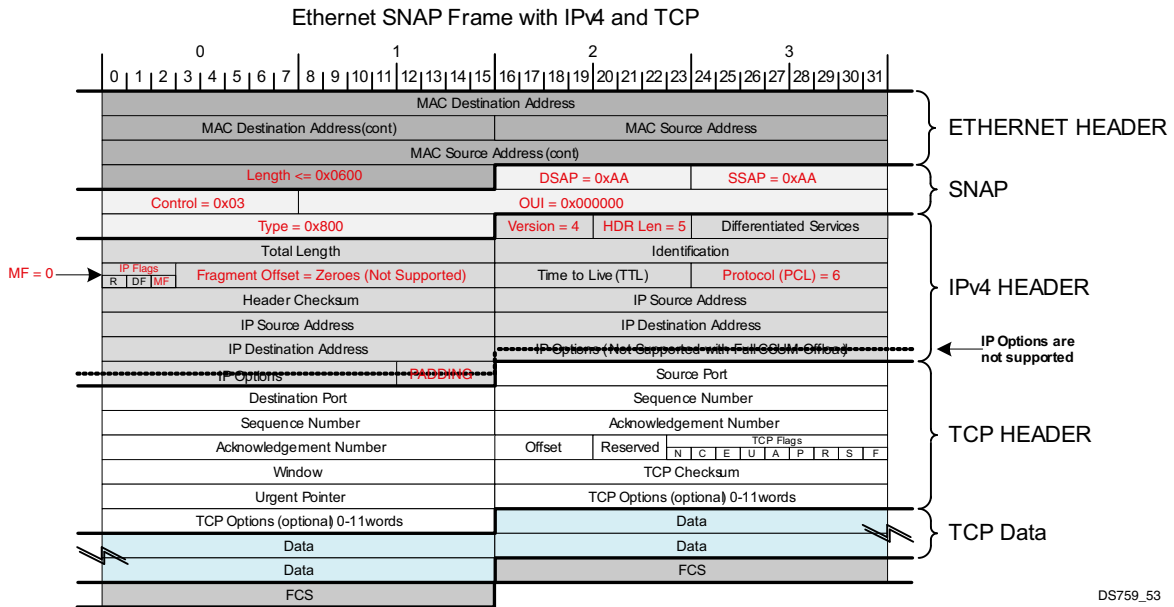 Ethernet SNAP Frame with IPv4 and TCP
0 1 2 3
0 1 2 3 4 5 6 7 8 9 10 11 12 13 14 15 16 17 18 19 20 21 22 23 24 25 26 27 28 29 30 31
MAC Destination Address
MAC Destination Address(cont) MAC Source Address
ETHERNET HEADER
MAC Source Address(cont)
Length <= 0x0600 DSAP = 0xAA SSAP = 0xAA
SNAP
Control = 0x03 OUI = 0x000000
Type = 0x800 Version = 4 HDR Len = 5 Differentiated Services
Total Length Identification
MF = 0
IP Flags
R DF MF
Fragment Offset = Zeroes (Not Supported) Time to Live (TTL) Protocol (PCL) = 6
IPv4 HEADER
Header Checksum IP Source Address
IP Source Address IP Destination Address
IP Destination Address IP Options (Not Supported with Full CSUM Offload)
IP Options are
not supported
IP Options PADDING Source Port
Destination Port Sequence Number
Sequence Number Acknowledgement Number
TCP HEADER
Acknowledgement Number Offset Reserved
TCP Flags
N C E U A P R S F
Window TCP Checksum
Urgent Pointer TCP Options (optional) 0-11words
TCP Options (optional) 0-11words Data
TCP Data
Data Data
Data FCS
FCS
DS759_53